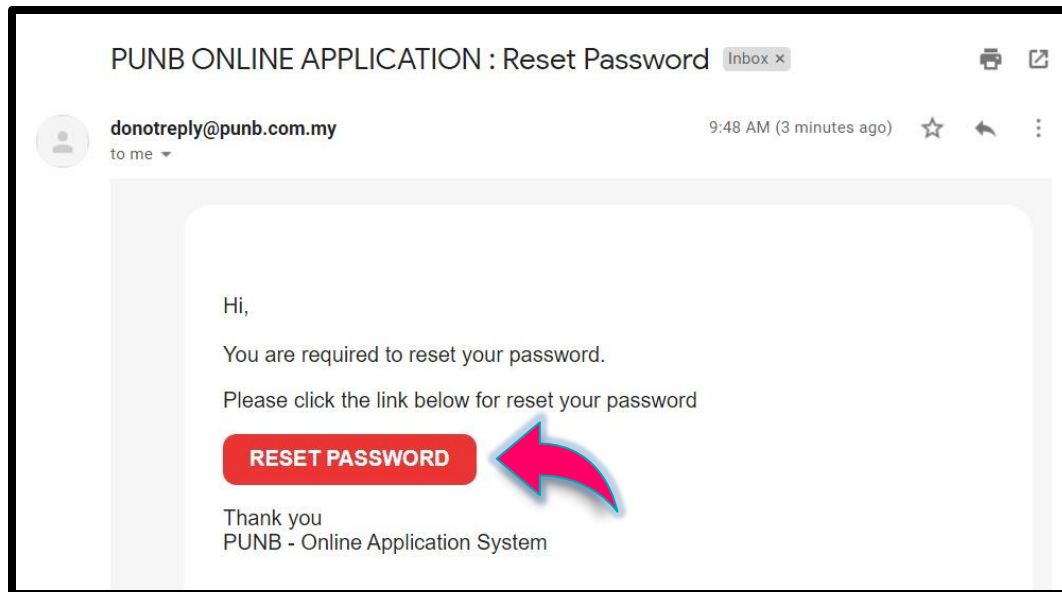 PUNB ONLINE APPLICATION : Reset Password Inbox ×
donotreply@punb.com.my 9:48 AM (3 minutes ago)
to me
Hi,
You are required to reset your password.
Please click the link below for reset your password
RESET PASSWORD
Thank you
PUNB - Online Application System